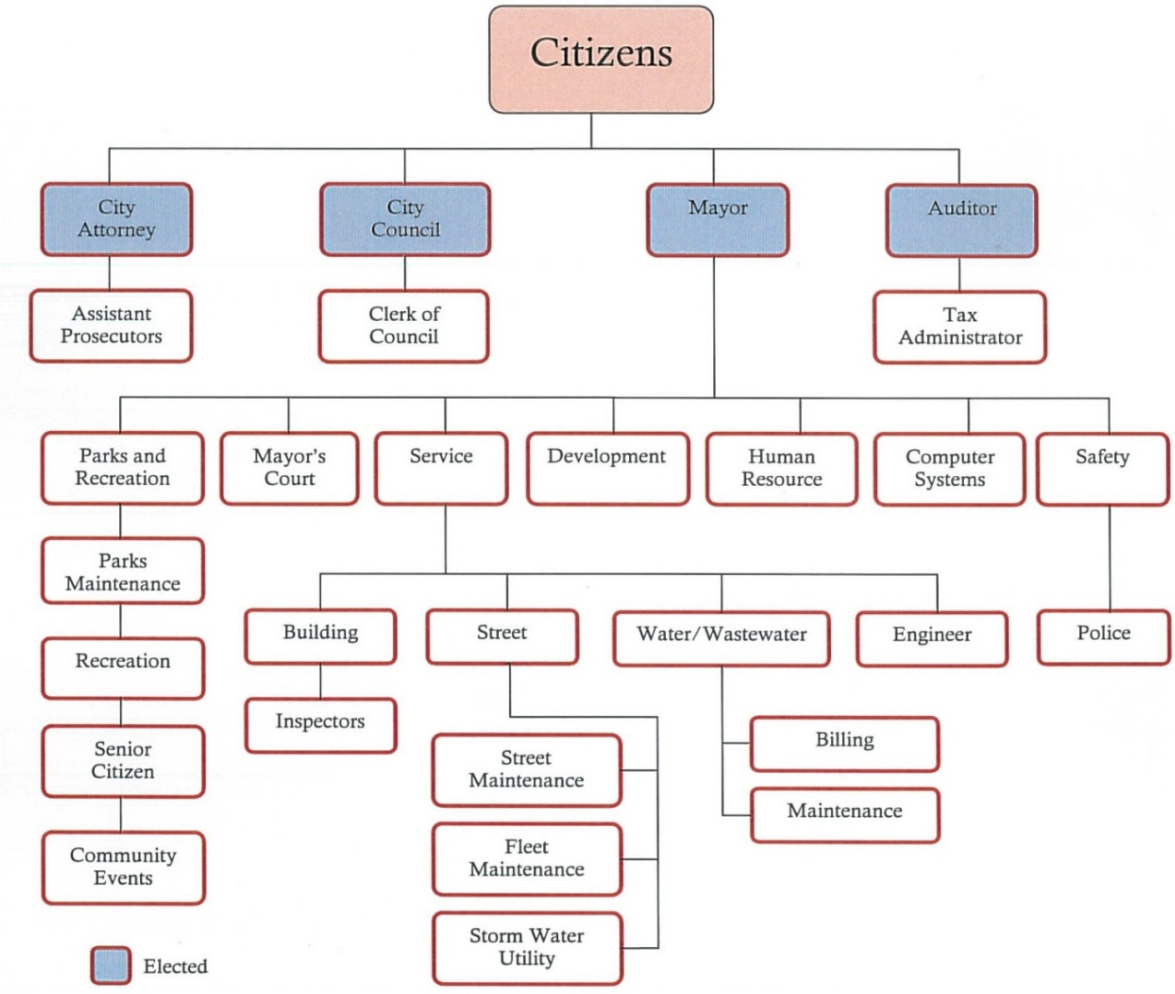 Citizens
City
Attorney
City
Council
Mayor
Auditor
Assistant
Prosecutors
Clerk of
Council
Tax
Administrator
Parks and
Recreation
Mayor's
Court
Service
Development
Human
Resource
Computer
Systems
Safety
Parks
Maintenance
Recreation
Senior
Citizen
Community
Events
Building
Inspectors
Street
Street
Maintenance
Fleet
Maintenance
Storm Water
Utility
Water/Wastewater
Billing
Maintenance
Engineer
Police
Elected